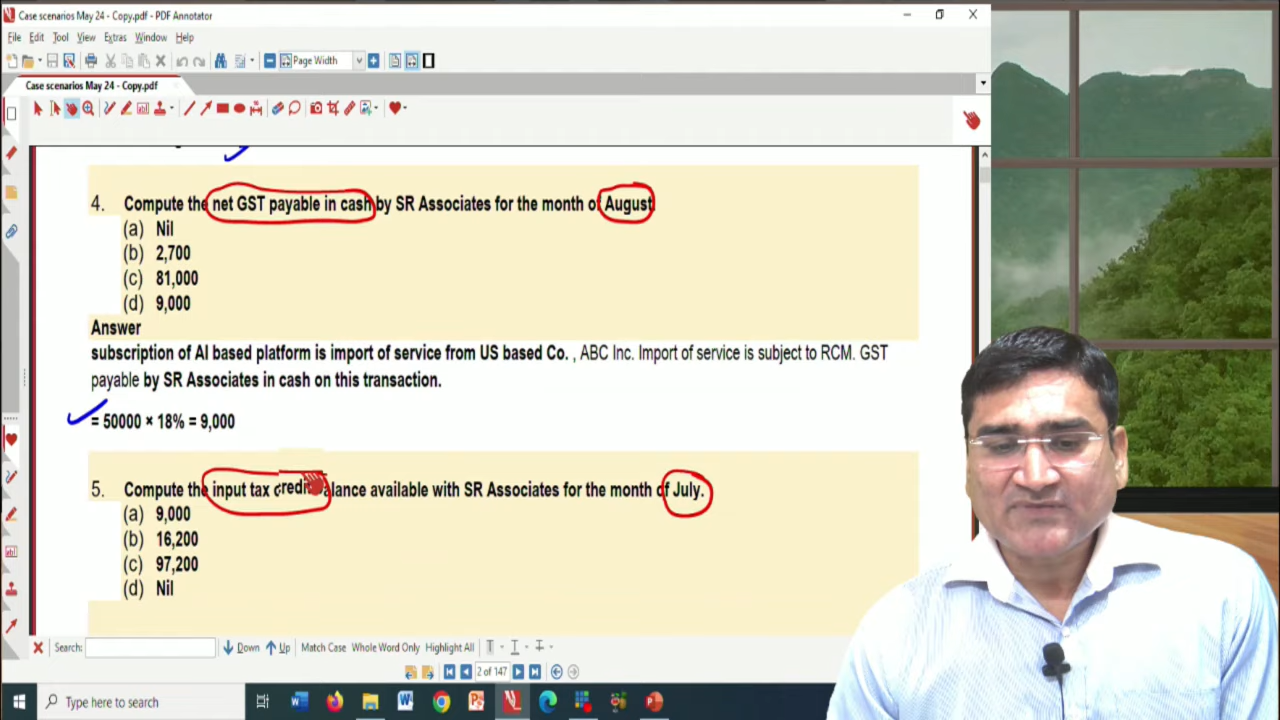 Case scenarios May 24 - Copy.pdf - PDF Annotator
File Edit Tool View Extras Window Help
Page Width
Case scenarios May 24 - Copy.pdf
4. Compute the net GST payable in cash by SR Associates for the month of August
(a) Nil
(b) 2,700
(c) 81,000
(d) 9,000
Answer
subscription of AI based platform is import of service from US based Co. , ABC Inc. Import of service is subject to RCM. GST
payable by SR Associates in cash on this transaction.
= 50000 × 18% = 9,000
5. Compute the input tax credit balance available with SR Associates for the month of July.
(a) 9,000
(b) 16,200
(c) 97,200
(d) Nil
Search: Down Up Match Case Whole Word Only Highlight All
2 of 147
Type here to search